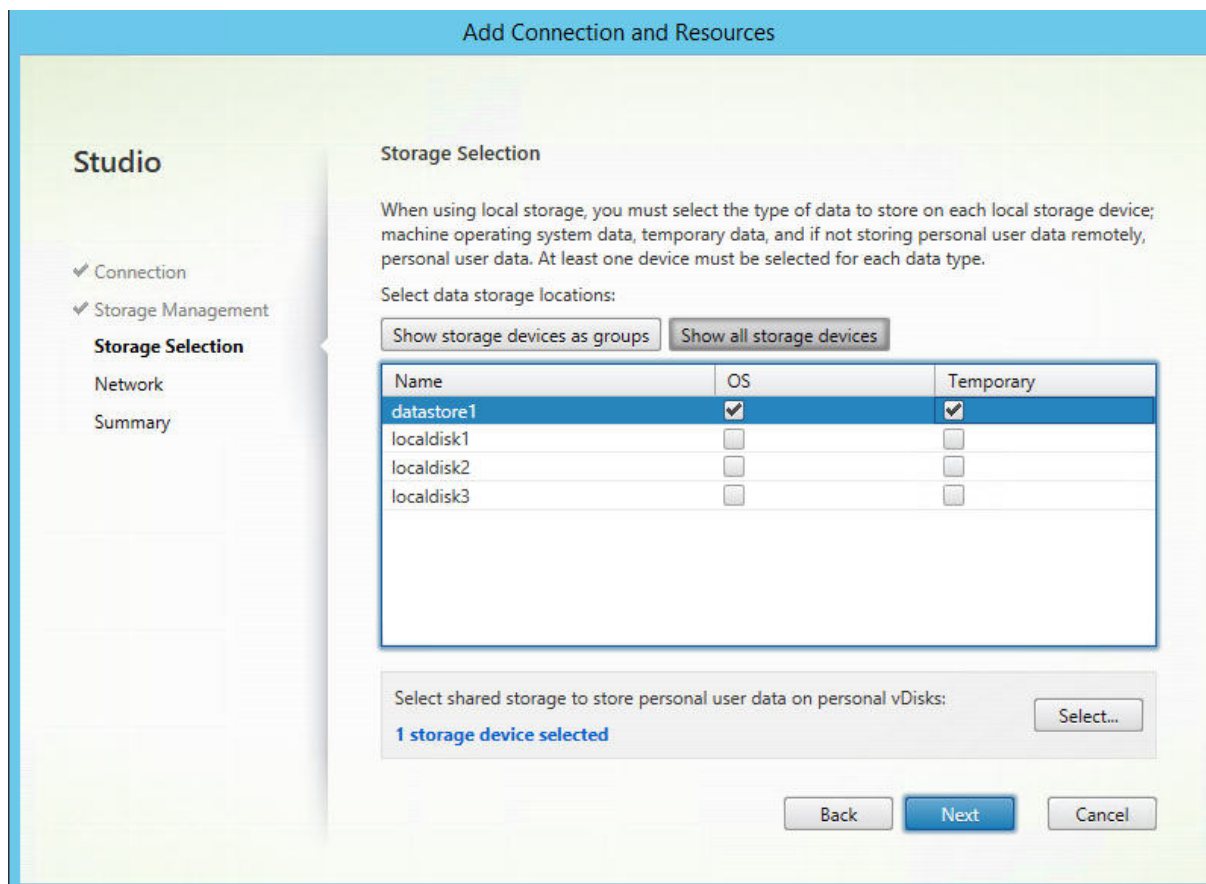 Add Connection and Resources
Studio
Connection
Storage Management
Storage Selection
Network
Summary
Storage Selection
When using local storage, you must select the type of data to store on each local storage device;
machine operating system data, temporary data, and if not storing personal user data remotely,
personal user data. At least one device must be selected for each data type.
Select data storage locations:
Show storage devices as groups Show all storage devices
Name OS Temporary
datastore1
localdisk1
localdisk2
localdisk3
Select shared storage to store personal user data on personal vDisks:
1 storage device selected
Select...
Back Next Cancel